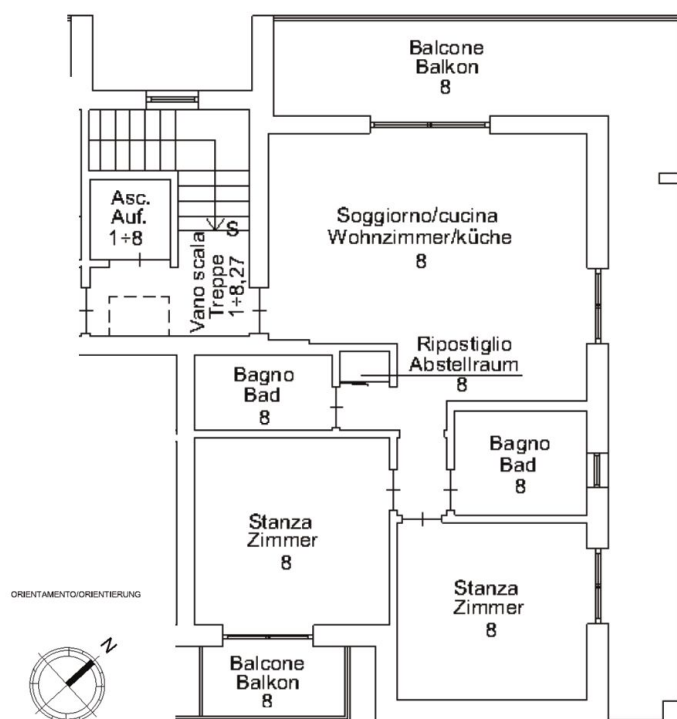 Balcone
Balkon
8
Asc.
Auf.
1÷8
S
Vano scala
Treppe
1÷8,27
Soggiorno/cucina
Wohnzimmer/küche
8
Ripostiglio
Abstellraum
8
Bagno
Bad
8
Bagno
Bad
8
Stanza
Zimmer
8
Stanza
Zimmer
8
ORIENTAMENTO/ORIENTIERUNG
N
Balcone
Balkon
8